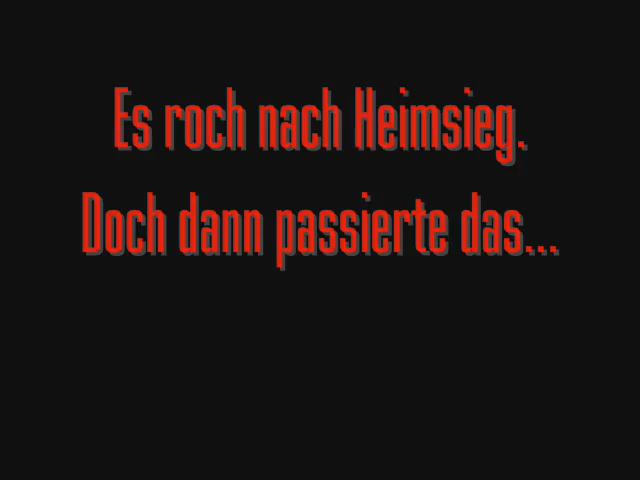 Es roch nach Heimsieg.
Doch dann passierte das...